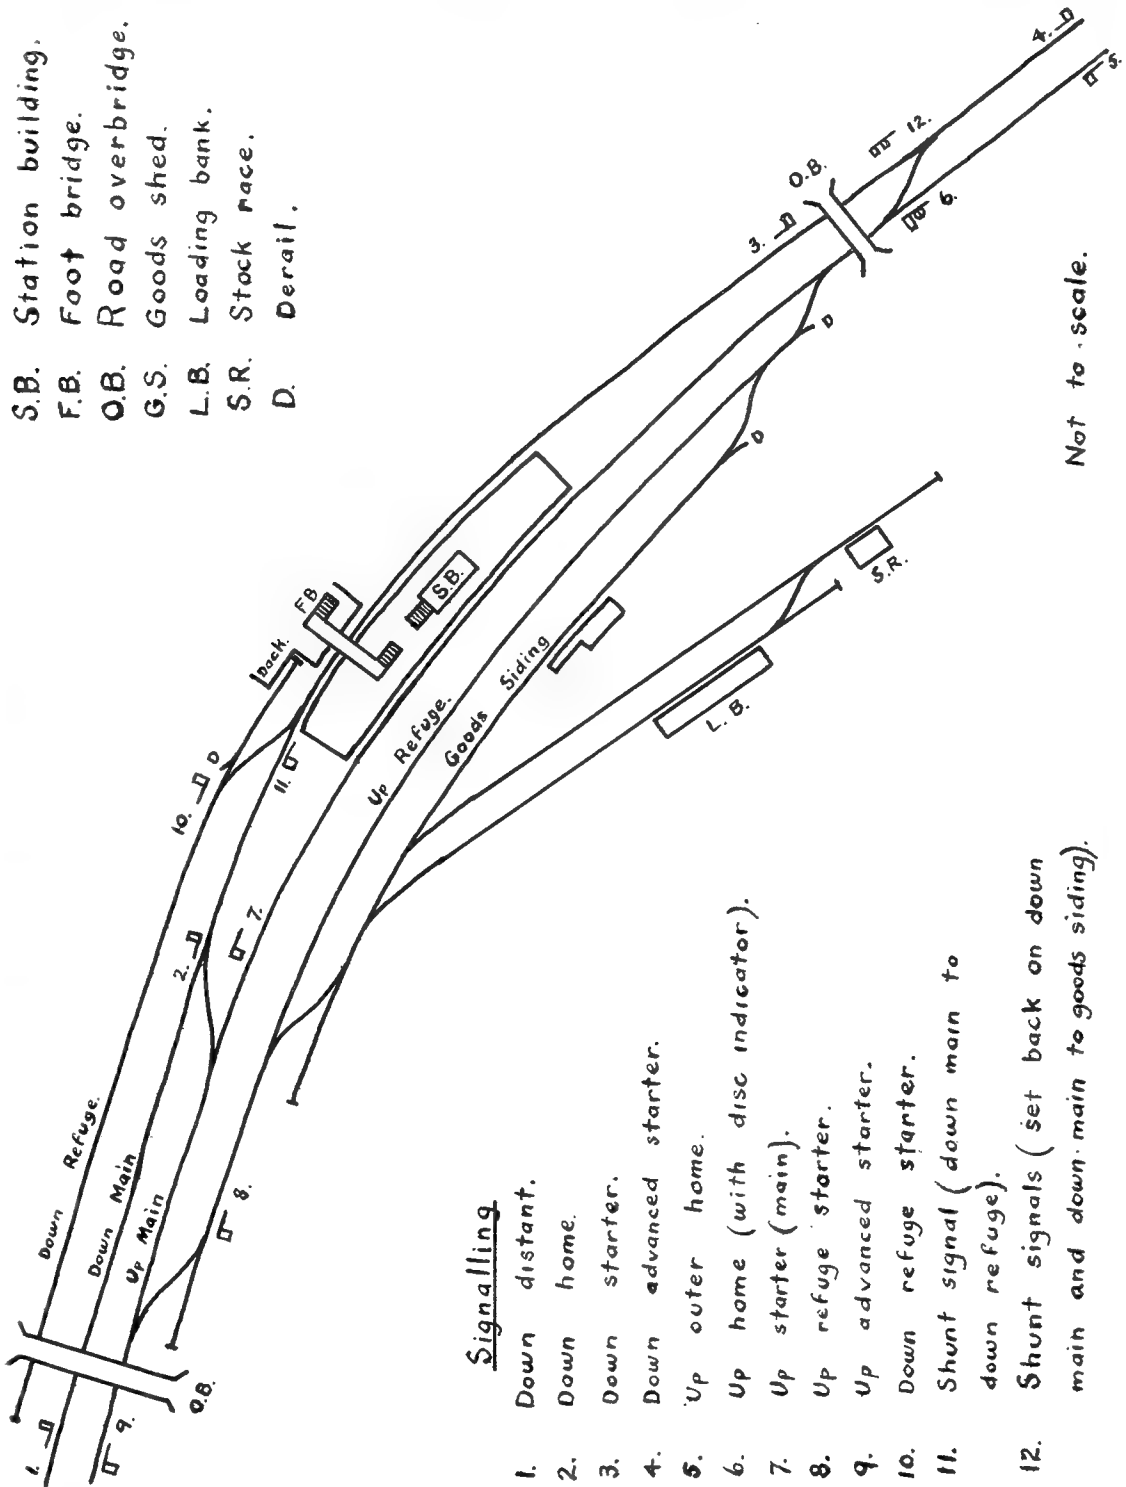 S.B. Station building.
F.B. Foot bridge.
O.B. Road overbridge.
G.S. Goods shed.
L.B. Loading bank.
S.R. Stock race.
D. Derail.
1.
9.
O.B.
Down Refuge.
Down Main
Up Main
8.
2.
7.
10.
D
11.
Dock.
F B
S.B.
Up Refuge.
Goods Siding
L. B.
S.R.
D
D
3.
O.B.
12.
6.
4.
5.
Not to scale.
Signalling
1. Down distant.
2. Down home.
3. Down starter.
4. Down advanced starter.
5. Up outer home.
6. Up home (with disc indicator).
7. Up starter (main).
8. Up refuge starter.
9. Up advanced starter.
10. Down refuge starter.
11. Shunt signal (down main to
down refuge).
12. Shunt signals (set back on down
main and down main to goods siding).